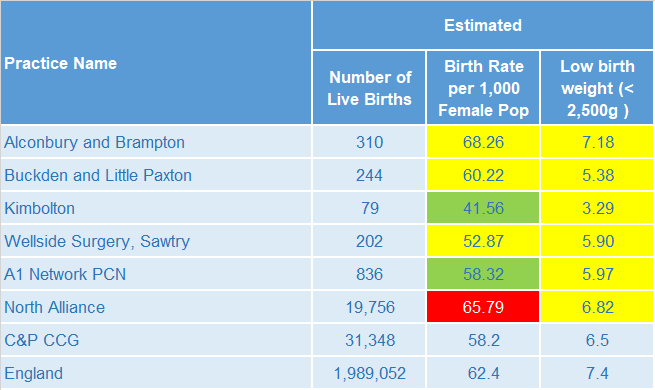 Estimated
Practice Name
Number of
Live Births
Birth Rate
per 1,000
Female Pop
Low birth
weight (<
2,500g )
Alconbury and Brampton 310 68.26 7.18
Buckden and Little Paxton 244 60.22 5.38
Kimbolton 79 41.56 3.29
Wellside Surgery, Sawtry 202 52.87 5.90
A1 Network PCN 836 58.32 5.97
North Alliance 19,756 65.79 6.82
C&P CCG 31,348 58.2 6.5
England 1,989,052 62.4 7.4